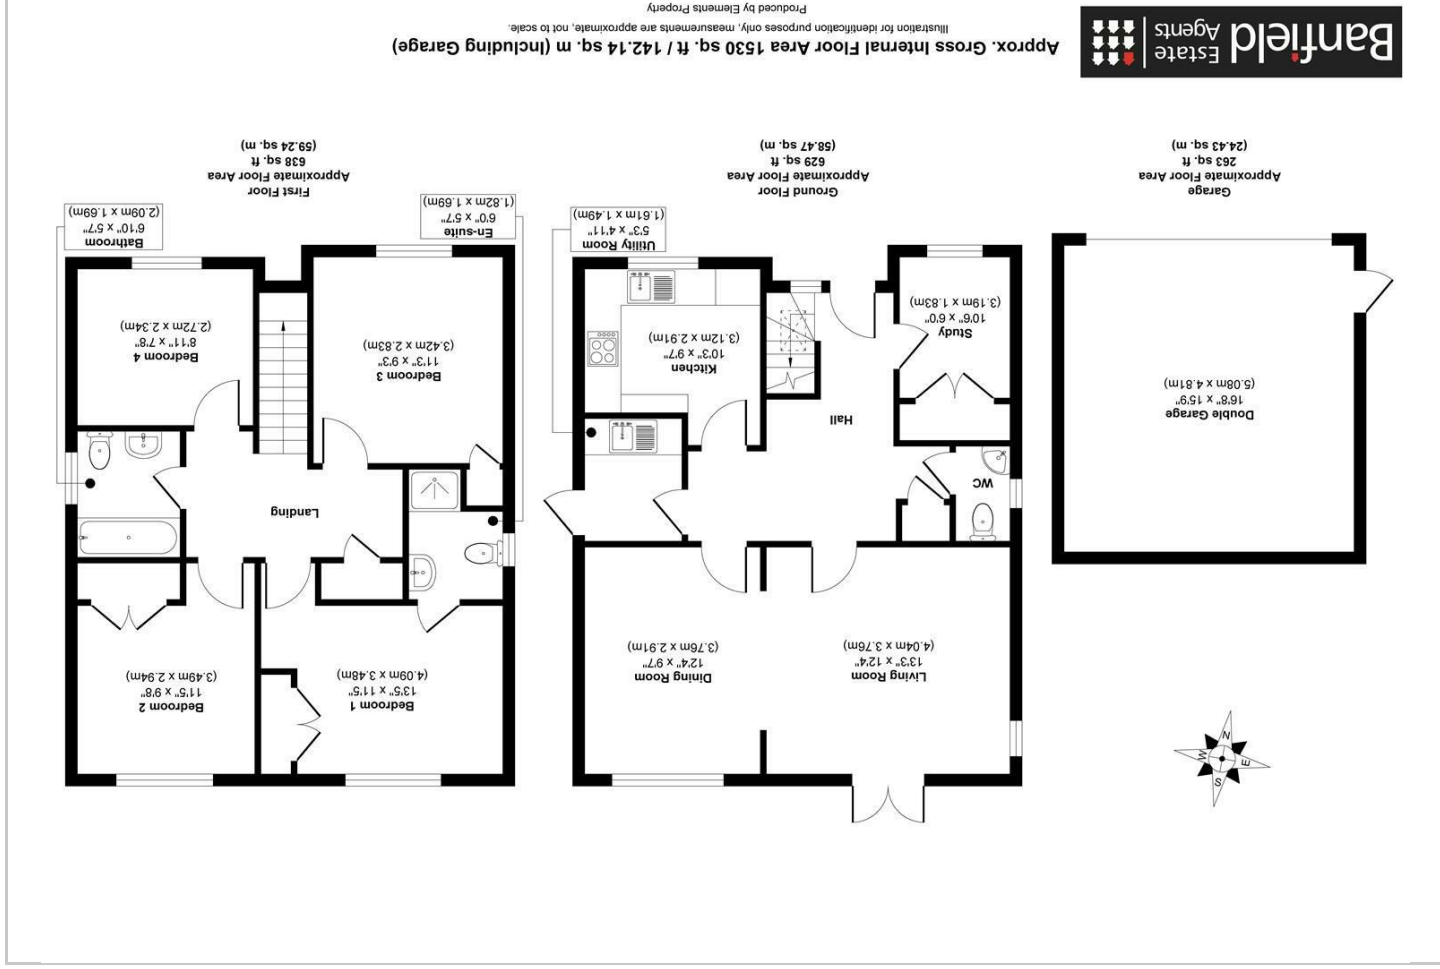 S
E
W
N
Double Garage
16'8" x 15'9"
(5.08m x 4.81m)
Garage
Approximate Floor Area
263 sq. ft
(24.43 sq. m)
Living Room
13'3" x 12'4"
(4.04m x 3.76m)
Dining Room
12'4" x 9'7"
(3.76m x 2.91m)
WC
Hall
Study
10'6" x 6'0"
(3.19m x 1.83m)
Kitchen
10'3" x 9'7"
(3.12m x 2.91m)
Utility Room
5'3" x 4'11"
(1.61m x 1.49m)
Ground Floor
Approximate Floor Area
629 sq. ft
(58.47 sq. m)
Bedroom 1
13'5" x 11'5"
(4.09m x 3.48m)
Bedroom 2
11'5" x 9'8"
(3.49m x 2.94m)
Landing
Bedroom 3
11'3" x 9'3"
(3.42m x 2.83m)
Bedroom 4
8'11" x 7'8"
(2.72m x 2.34m)
En-suite
6'0" x 5'7"
(1.82m x 1.69m)
Bathroom
6'10" x 5'7"
(2.09m x 1.69m)
First Floor
Approximate Floor Area
638 sq. ft
(59.24 sq. m)
Banfield
Estate
Agents
Approx. Gross Internal Floor Area 1530 sq. ft / 142.14 sq. m (Including Garage)
Illustration for identification purposes only, measurements are approximate, not to scale.
Produced by Elements Property